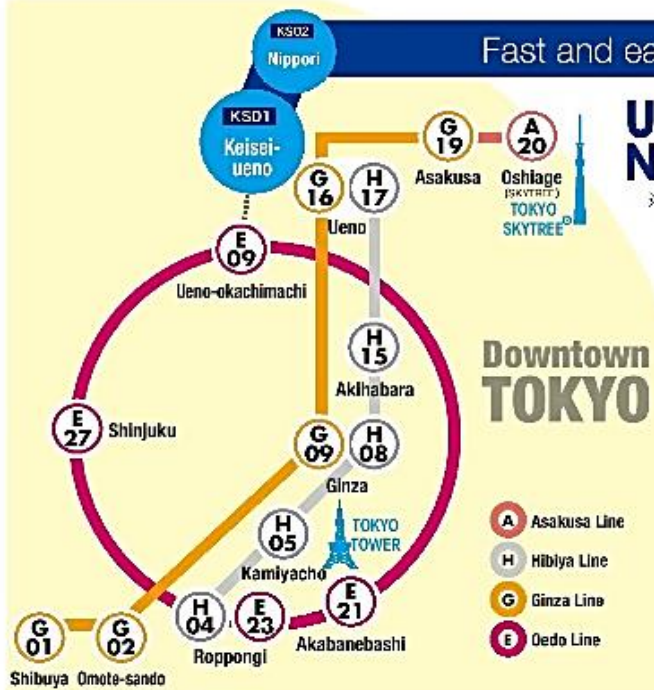 KS02
Nippori
Fast and ea
KS01
Keisei-
ueno
U
N
G
19
Asakusa
A
20
Oshiage
(SKYTREE)
TOKYO
SKYTREE®
G
16
H
17
Ueno
E
09
Ueno-okachimachi
H
15
Akihabara
Downtown
TOKYO
E
27
Shinjuku
G
09
H
08
Ginza
H
05
Kamiyacho
TOKYO
TOWER
A Asakusa Line
H Hibiya Line
G Ginza Line
E Oedo Line
H
04
E
23
Roppongi
E
21
Akabanebashi
G
01
Shibuya
G
02
Omote-sando